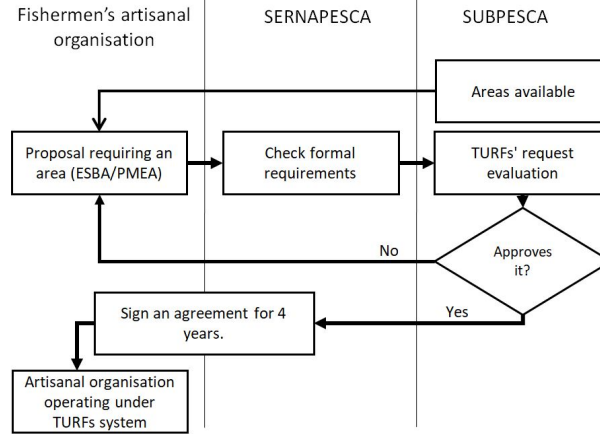 Fishermen's artisanal
organisation
SERNAPESCA
SUBPESCA
Areas available
Proposal requiring an
area (ESBA/PMEA)
Check formal
requirements
TURFs' request
evaluation
Approves
it?
No
Yes
Sign an agreement for 4
years.
Artisanal organisation
operating under
TURFs system